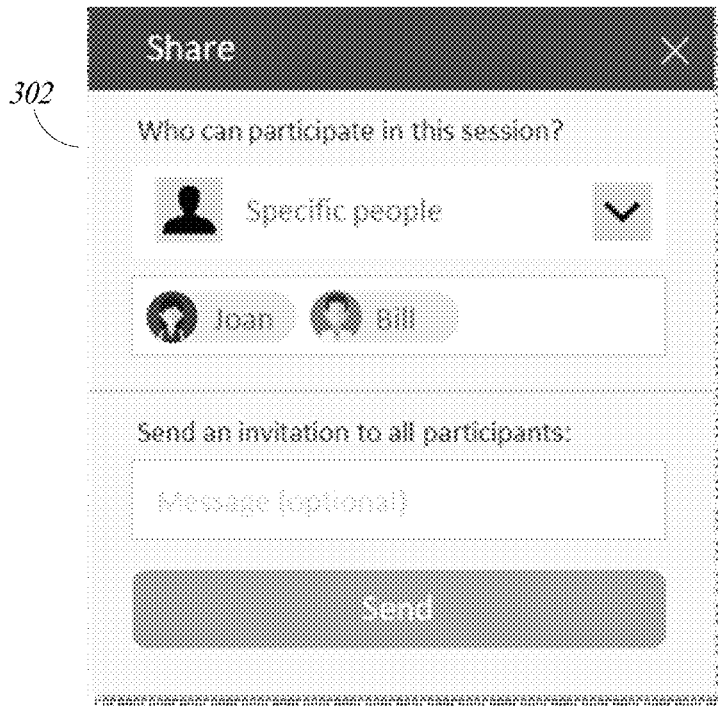 Share
302
Who can participate in this session?
Specific people
Joan Bill
Send an invitation to all participants:
Message (optional)
Send